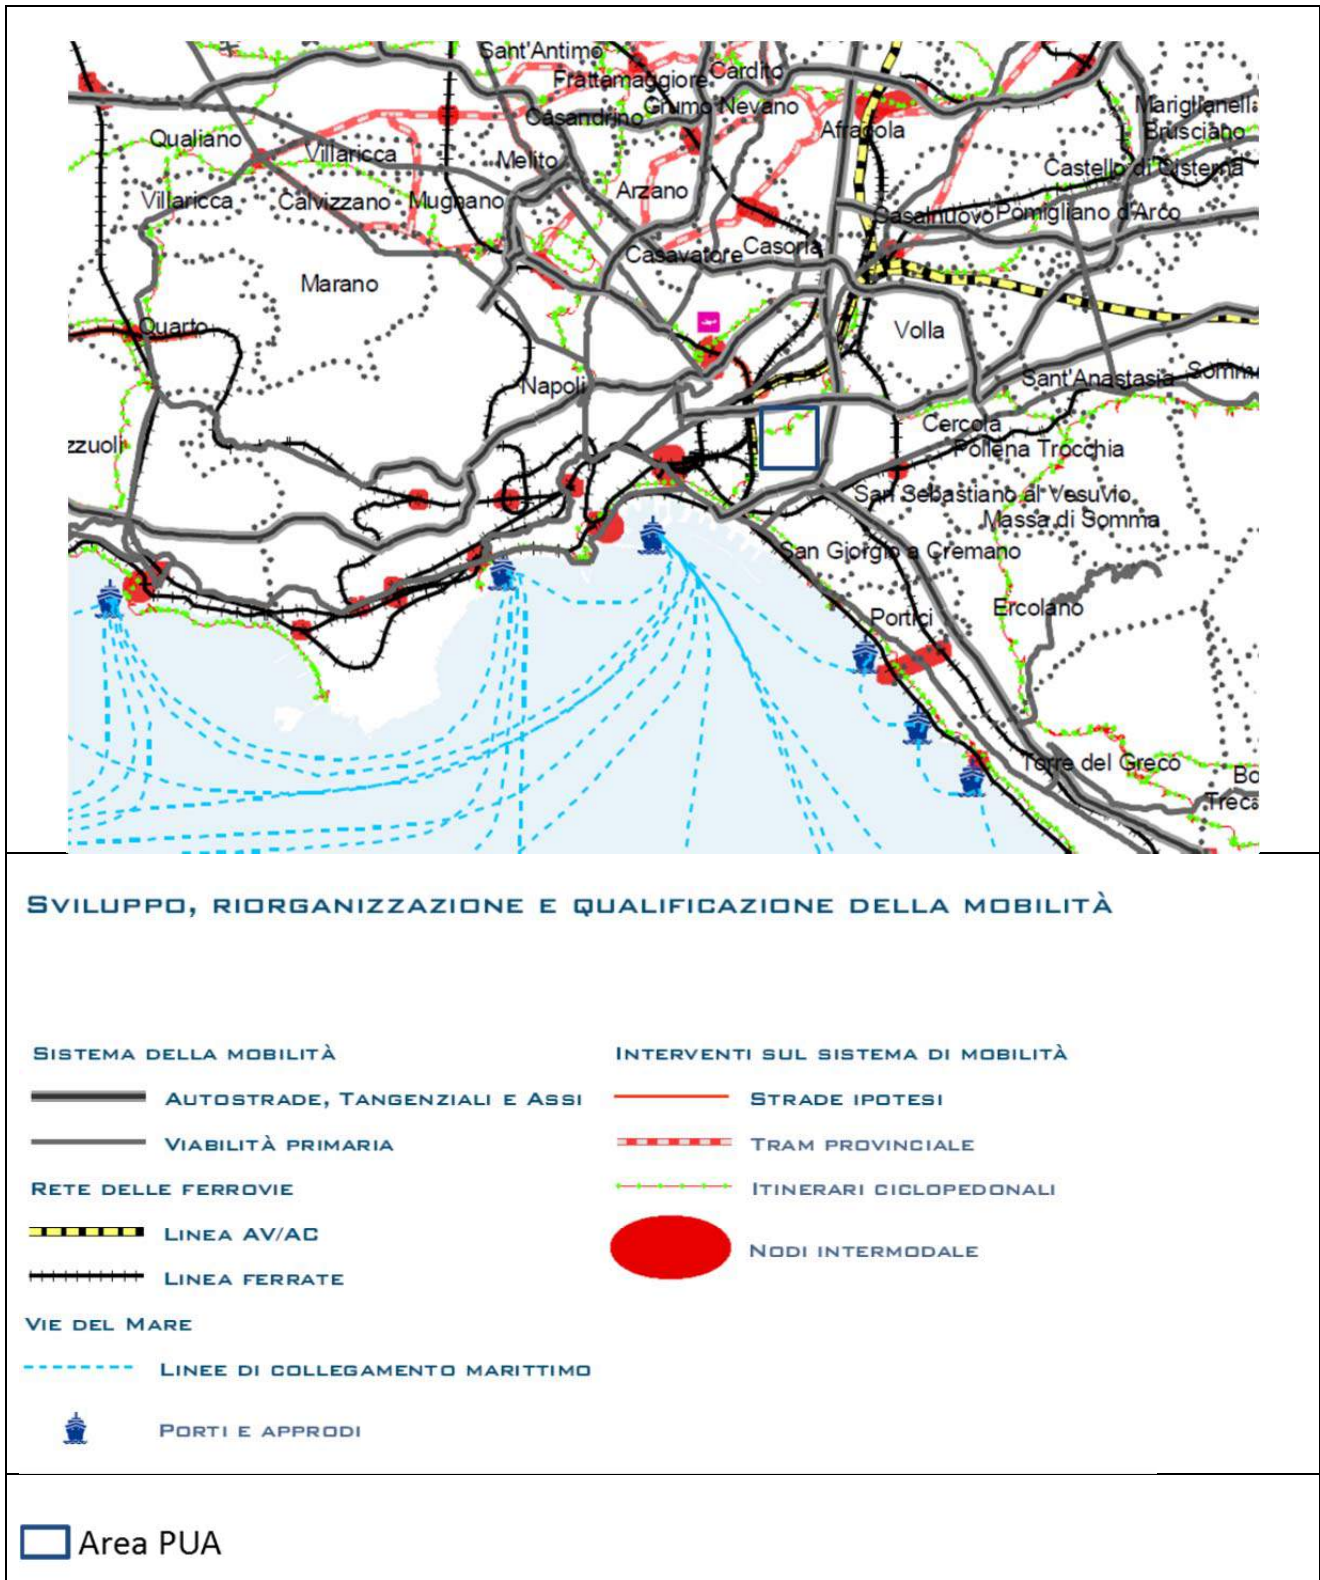 Sant'Antimo
Frattamaggiore
Cardito
Grumo Nevano
Casandrino
Mariglianella
Brusciano
Qualiano
Villaricca
Melito
Afragola
Castello di Cisterna
Villaricca
Calvizzano
Mugnano
Arzano
Casalnuovo
Pomigliano d'Arco
Casavatore
Casoria
Marano
Quarto
Volla
Napoli
Sant'Anastasia
Somm
zzuoli
Cercola
Pollena Trocchia
San Sebastiano al Vesuvio
Massa di Somma
San Giorgio a Cremano
Portici
Ercolano
Torre del Greco
Bo
Treca
SVILUPPO, RIORGANIZZAZIONE E QUALIFICAZIONE DELLA MOBILITÀ
SISTEMA DELLA MOBILITÀ
AUTOSTRADE, TANGENZIALI E ASSI
VIABILITÀ PRIMARIA
RETE DELLE FERROVIE
LINEA AV/AC
LINEA FERRATE
VIE DEL MARE
LINEE DI COLLEGAMENTO MARITTIMO
PORTI E APPRODI
INTERVENTI SUL SISTEMA DI MOBILITÀ
STRADE IPOTESI
TRAM PROVINCIALE
ITINERARI CICLOPEDONALI
NODI INTERMODALE
Area PUA